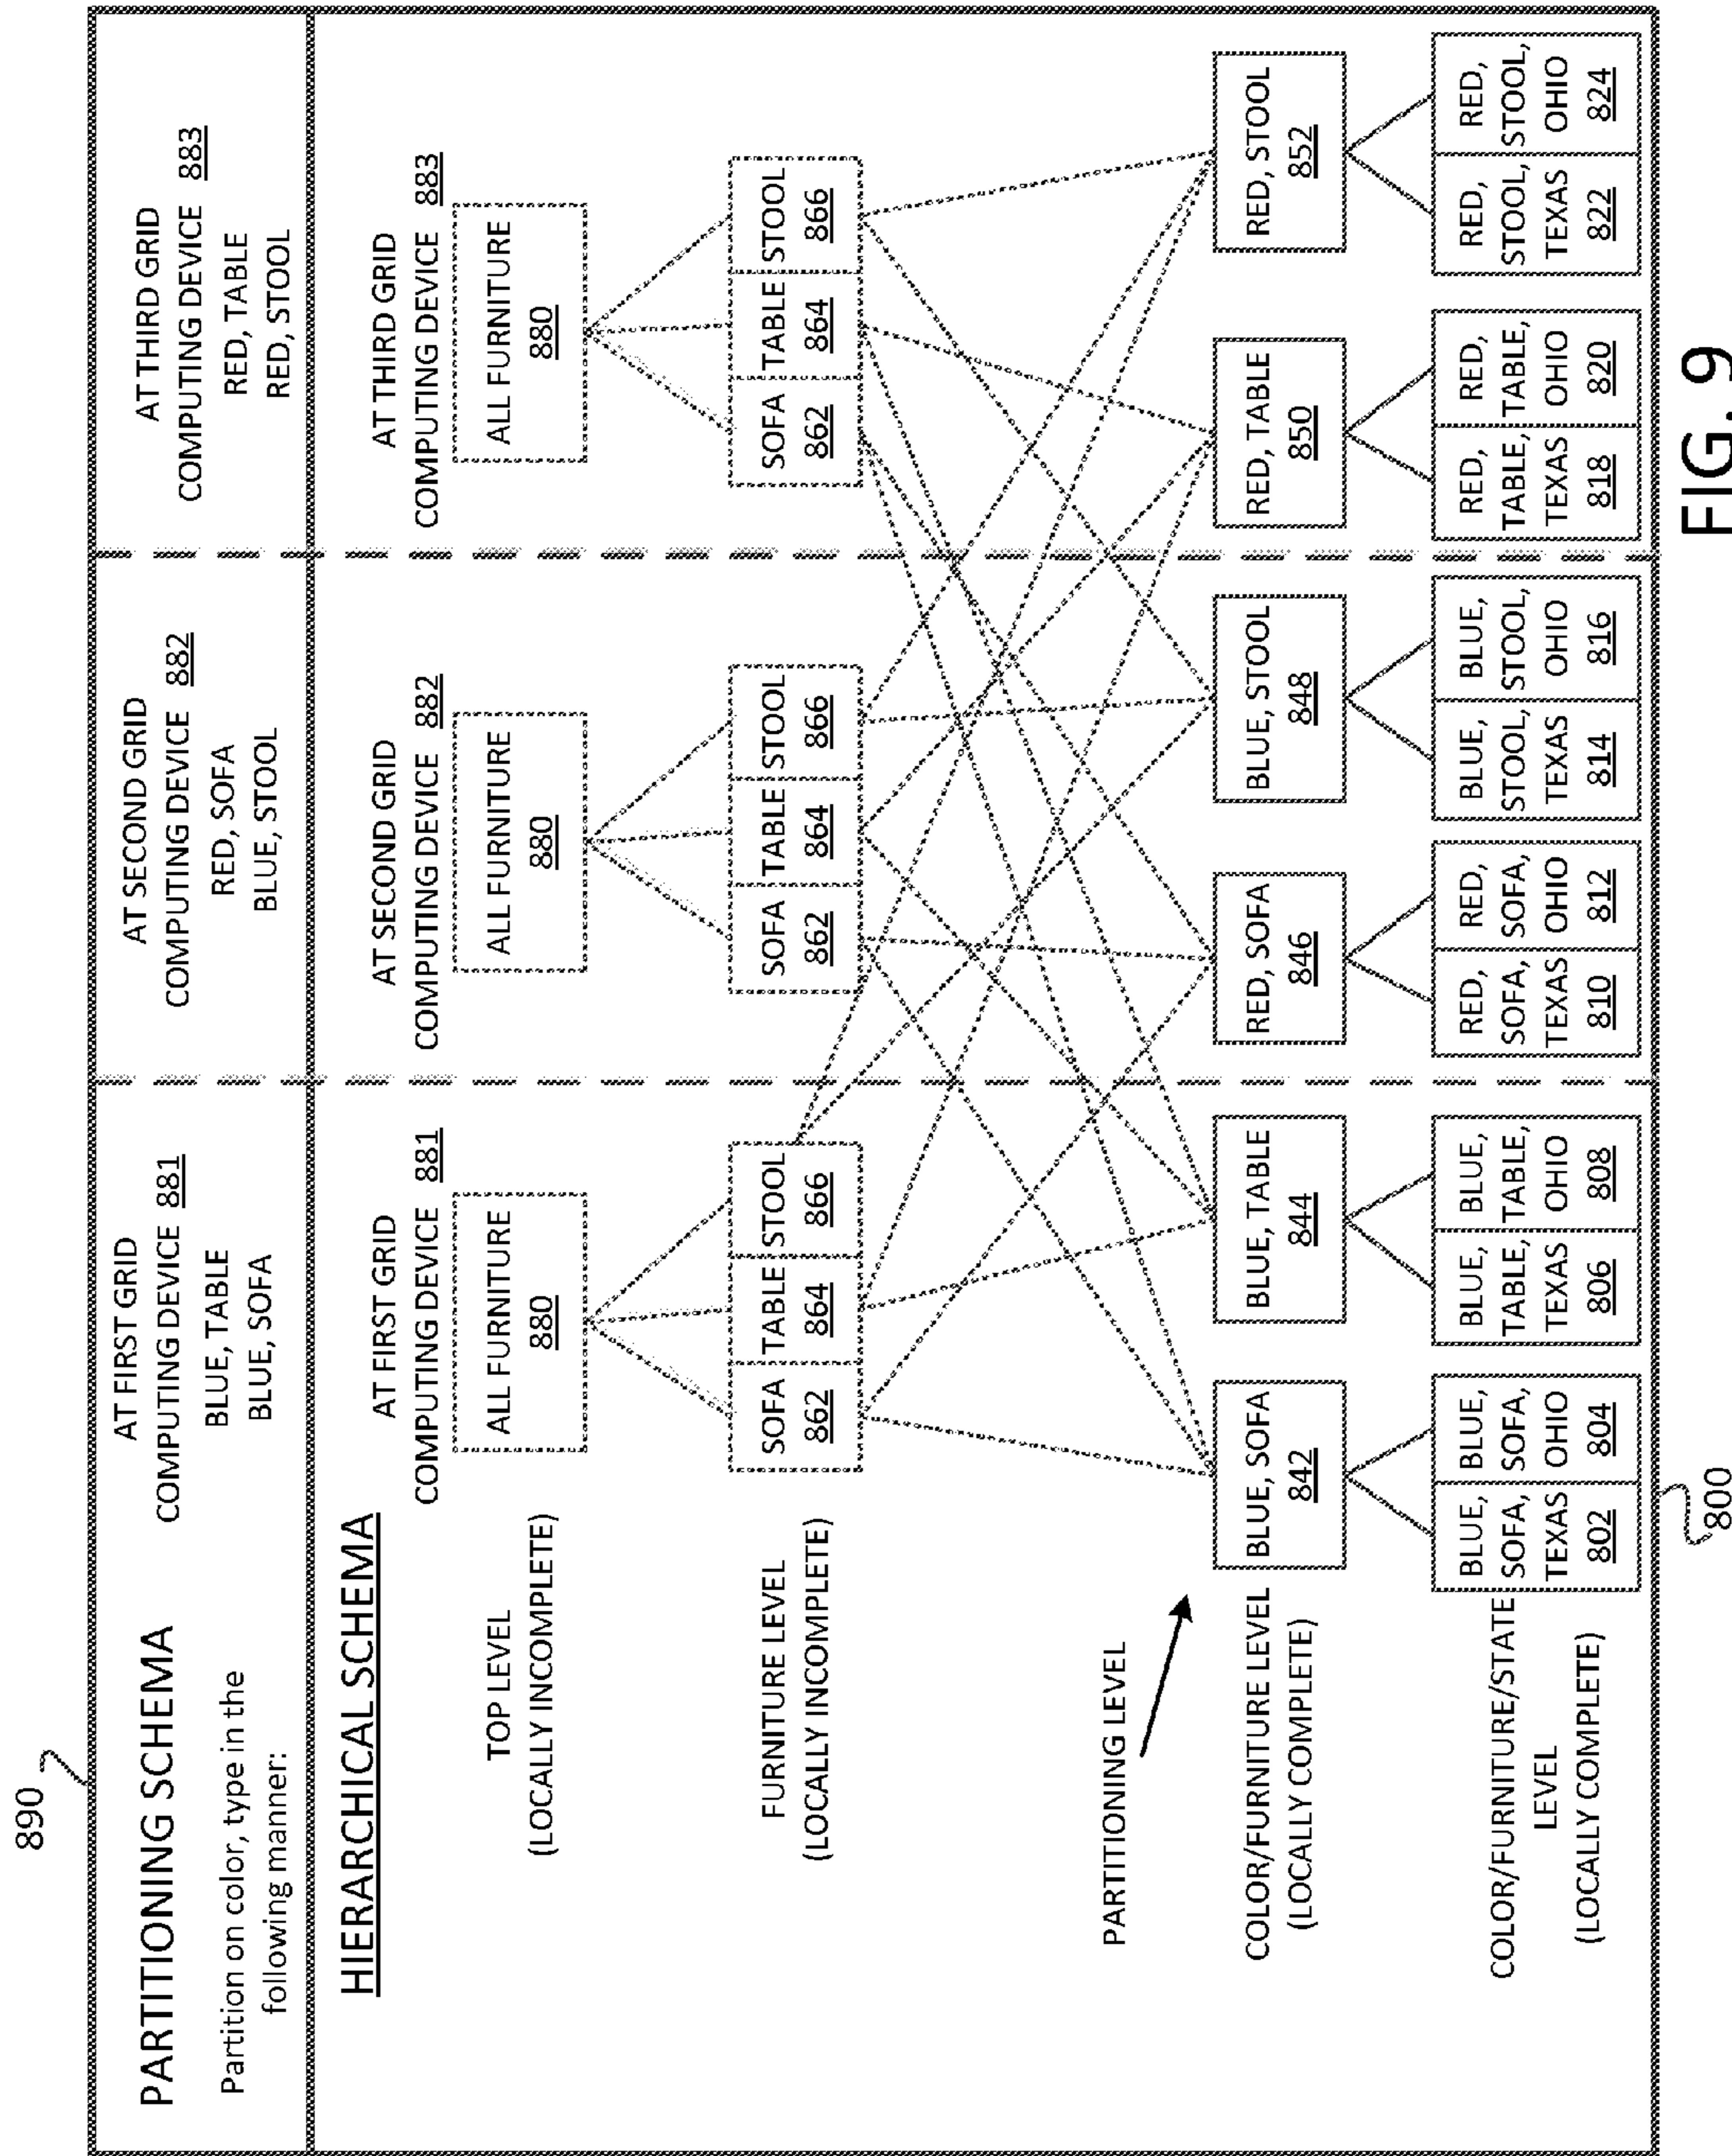 890
PARTITIONING SCHEMA
Partition on color, type in the
following manner:
AT FIRST GRID
COMPUTING DEVICE 881
BLUE, TABLE
BLUE, SOFA
AT SECOND GRID
COMPUTING DEVICE 882
RED, SOFA
BLUE, STOOL
AT THIRD GRID
COMPUTING DEVICE 883
RED, TABLE
RED, STOOL
HIERARCHICAL SCHEMA
AT FIRST GRID
COMPUTING DEVICE 881
AT SECOND GRID
COMPUTING DEVICE 882
AT THIRD GRID
COMPUTING DEVICE 883
TOP LEVEL
(LOCALLY INCOMPLETE)
ALL FURNITURE
880
ALL FURNITURE
880
ALL FURNITURE
880
FURNITURE LEVEL
(LOCALLY INCOMPLETE)
SOFA
862
TABLE
864
STOOL
866
SOFA
862
TABLE
864
STOOL
866
SOFA
862
TABLE
864
STOOL
866
PARTITIONING LEVEL
COLOR/FURNITURE LEVEL
(LOCALLY COMPLETE)
BLUE, SOFA
842
BLUE, TABLE
844
RED, SOFA
846
BLUE, STOOL
848
RED, TABLE
850
RED, STOOL
852
COLOR/FURNITURE/STATE
LEVEL
(LOCALLY COMPLETE)
BLUE,
SOFA,
TEXAS
802
BLUE,
SOFA,
OHIO
804
BLUE,
TABLE,
TEXAS
806
BLUE,
TABLE,
OHIO
808
RED,
SOFA,
TEXAS
810
RED,
SOFA,
OHIO
812
BLUE,
STOOL,
TEXAS
814
BLUE,
STOOL,
OHIO
816
RED,
TABLE,
TEXAS
818
RED,
TABLE,
OHIO
820
RED,
STOOL,
TEXAS
822
RED,
STOOL,
OHIO
824
800
FIG. 9